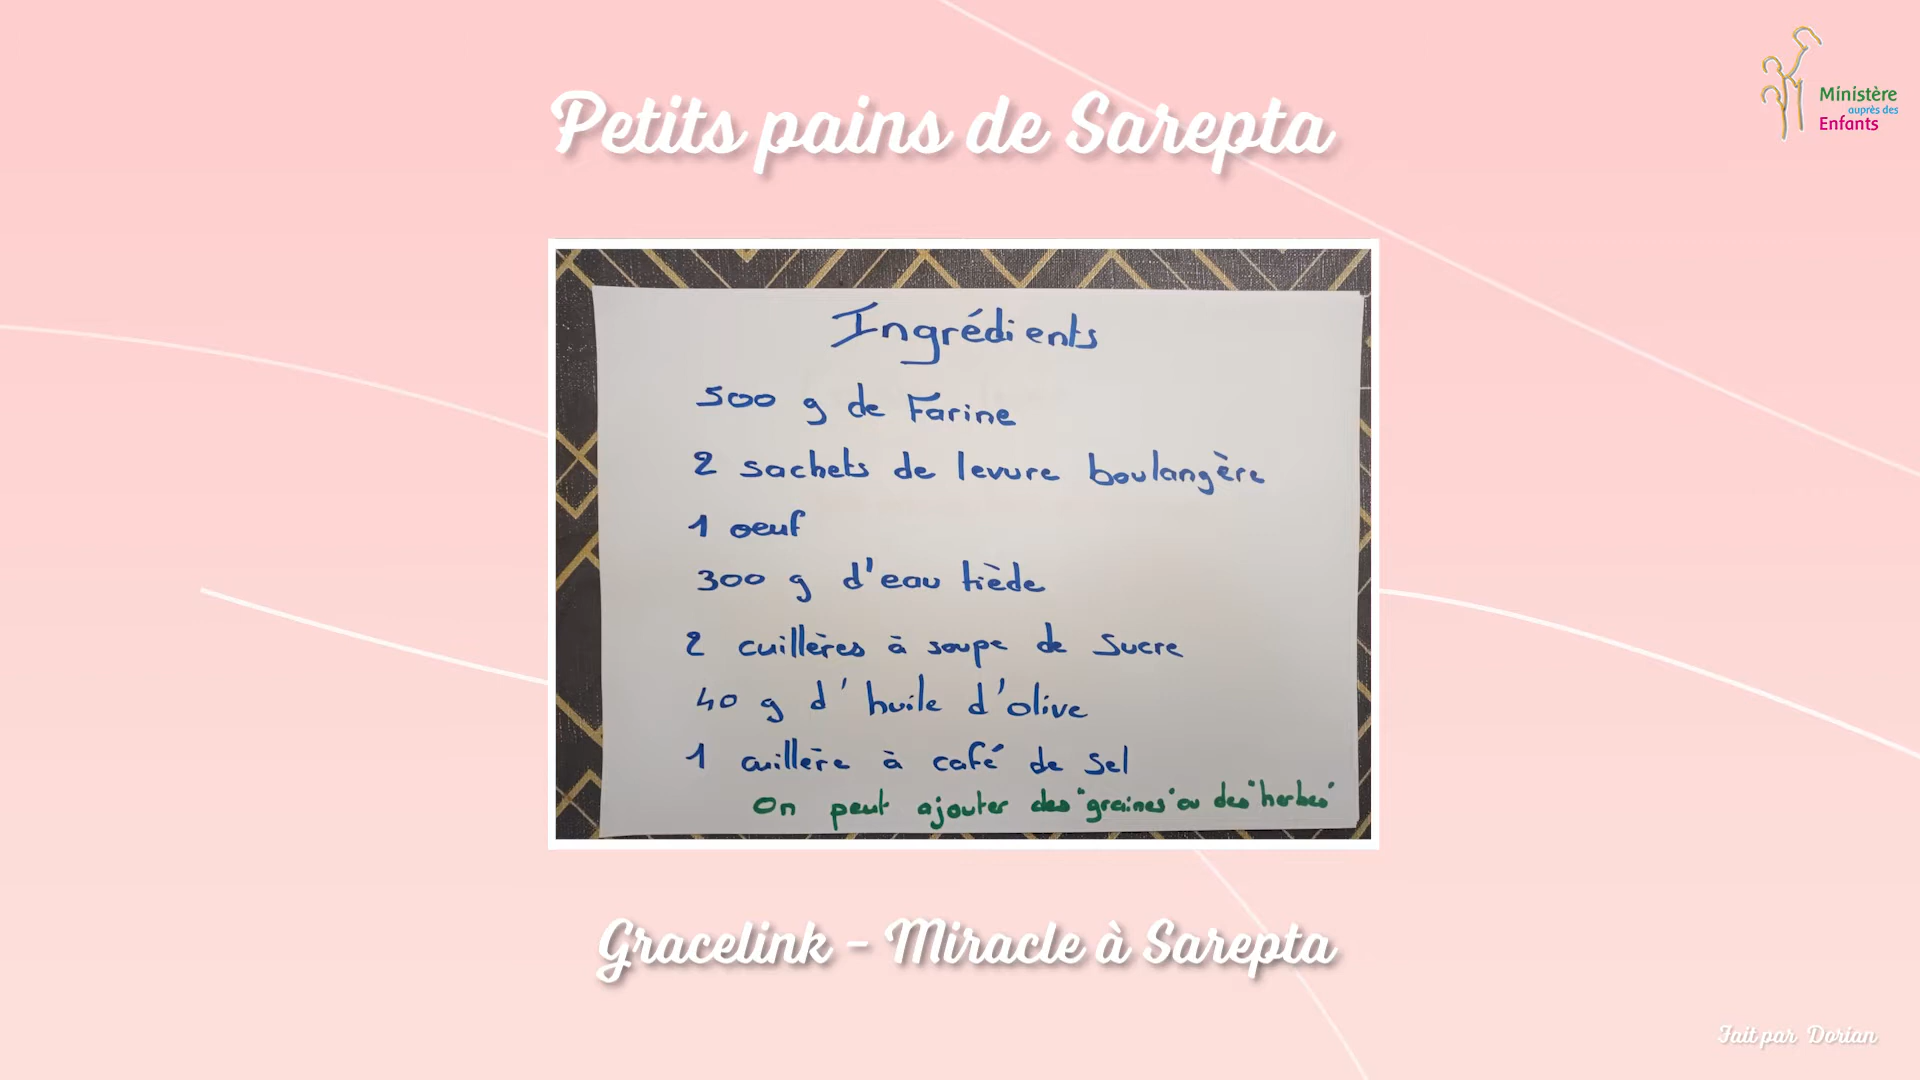 Petits pains de Sarepta
Ministère
auprès des
Enfants
Ingrédients
500 g de Farine
2 sachets de levure boulangère
1 oeuf
300 g d'eau tiède
2 cuillères à soupe de sucre
40 g d'huile d'olive
1 cuillère à café de sel
On peut ajouter des "graines" ou des "herbes"
Gracelink - Miracle à Sarepta
Fait par Dorian